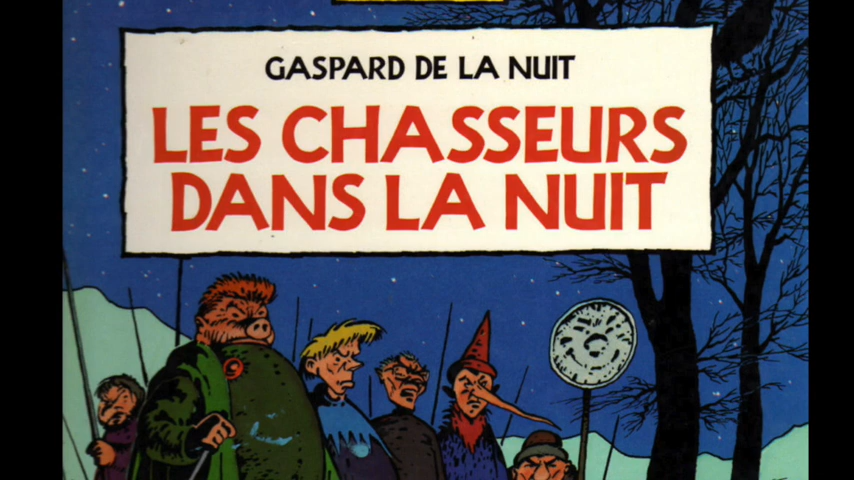 GASPARD DE LA NUIT
LES CHASSEURS
DANS LA NUIT